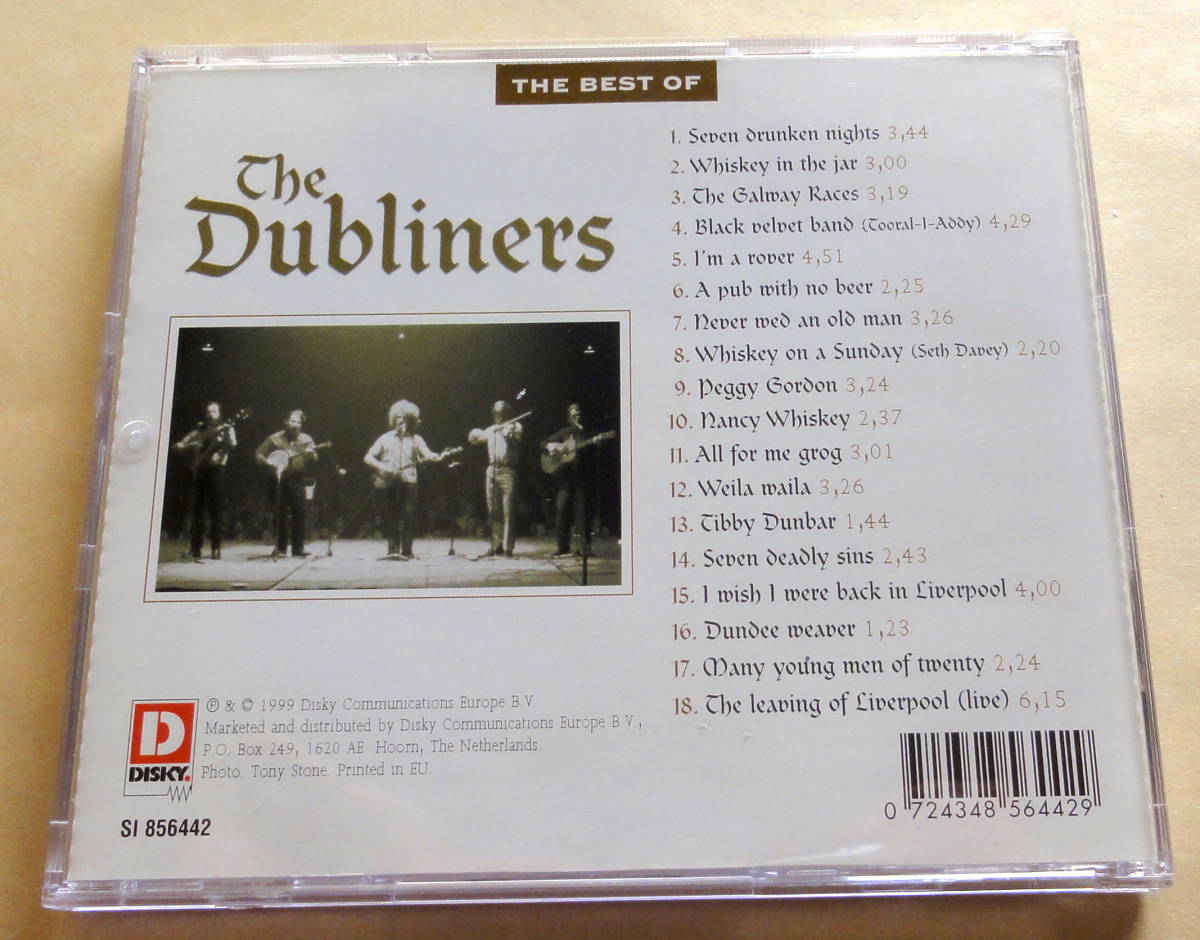 THE BEST OF
The
Dubliners
1. Seven drunken nights 3,44
2. Whiskey in the jar 3,00
3. The Galway Races 3,19
4. Black velvet band (Tooral-l-Addy) 4,29
5. I'm a rover 4,51
6. A pub with no beer 2,25
7. Never wed an old man 3,26
8. Whiskey on a Sunday (Seth Davey) 2,20
9. Peggy Gordon 3,24
10. Nancy Whiskey 2,37
11. All for me grog 3,01
12. Weila waila 3,26
13. Tibby Dunbar 1,44
14. Seven deadly sins 2,43
15. I wish I were back in Liverpool 4,00
16. Dundee weaver 1,23
17. Many young men of twenty 2,24
18. The leaving of Liverpool (live) 6,15
D
DISKY.
℗ & © 1999 Disky Communications Europe B.V.
Marketed and distributed by Disky Communications Europe B.V.,
P.O. Box 249, 1620 AE Hoorn, The Netherlands.
Photo: Tony Stone. Printed in EU.
SI 856442
0 724348 564429